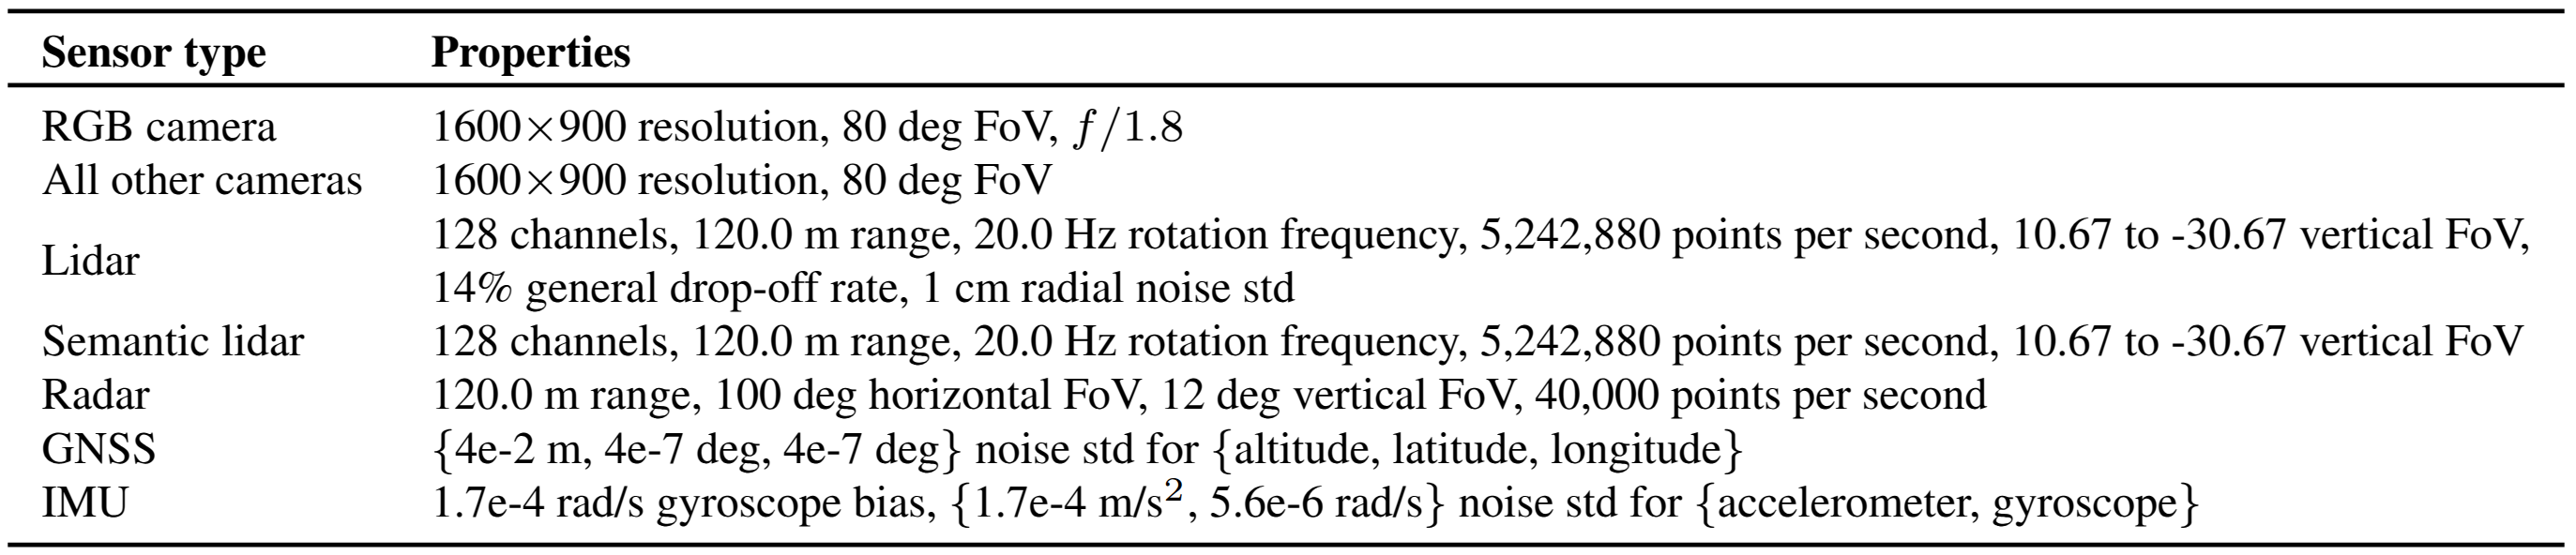 Sensor type Properties
RGB camera 1600×900 resolution, 80 deg FoV, f/1.8
All other cameras 1600×900 resolution, 80 deg FoV
Lidar 128 channels, 120.0 m range, 20.0 Hz rotation frequency, 5,242,880 points per second, 10.67 to -30.67 vertical FoV,
14% general drop-off rate, 1 cm radial noise std
Semantic lidar 128 channels, 120.0 m range, 20.0 Hz rotation frequency, 5,242,880 points per second, 10.67 to -30.67 vertical FoV
Radar 120.0 m range, 100 deg horizontal FoV, 12 deg vertical FoV, 40,000 points per second
GNSS {4e-2 m, 4e-7 deg, 4e-7 deg} noise std for {altitude, latitude, longitude}
IMU 1.7e-4 rad/s gyroscope bias, {1.7e-4 m/s², 5.6e-6 rad/s} noise std for {accelerometer, gyroscope}